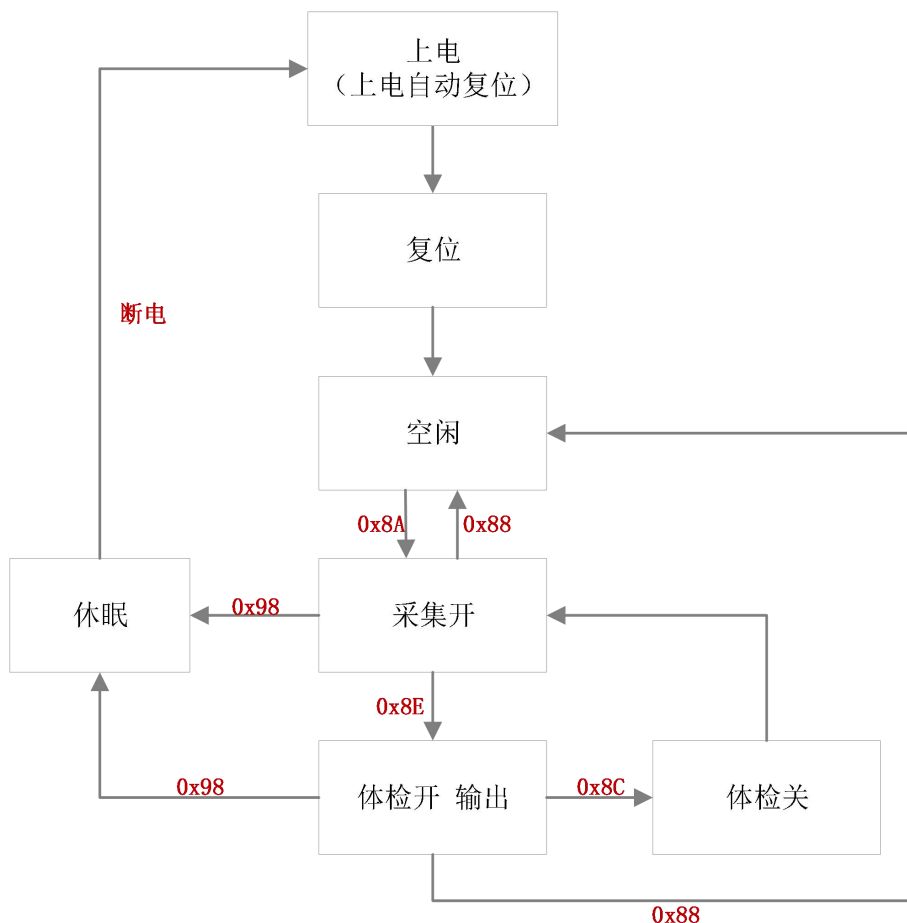 上电
（上电自动复位）
复位
断电
空闲
0x8A
0x88
休眠
0x98
采集开
0x8E
0x98
体检开 输出
0x8C
体检关
0x88